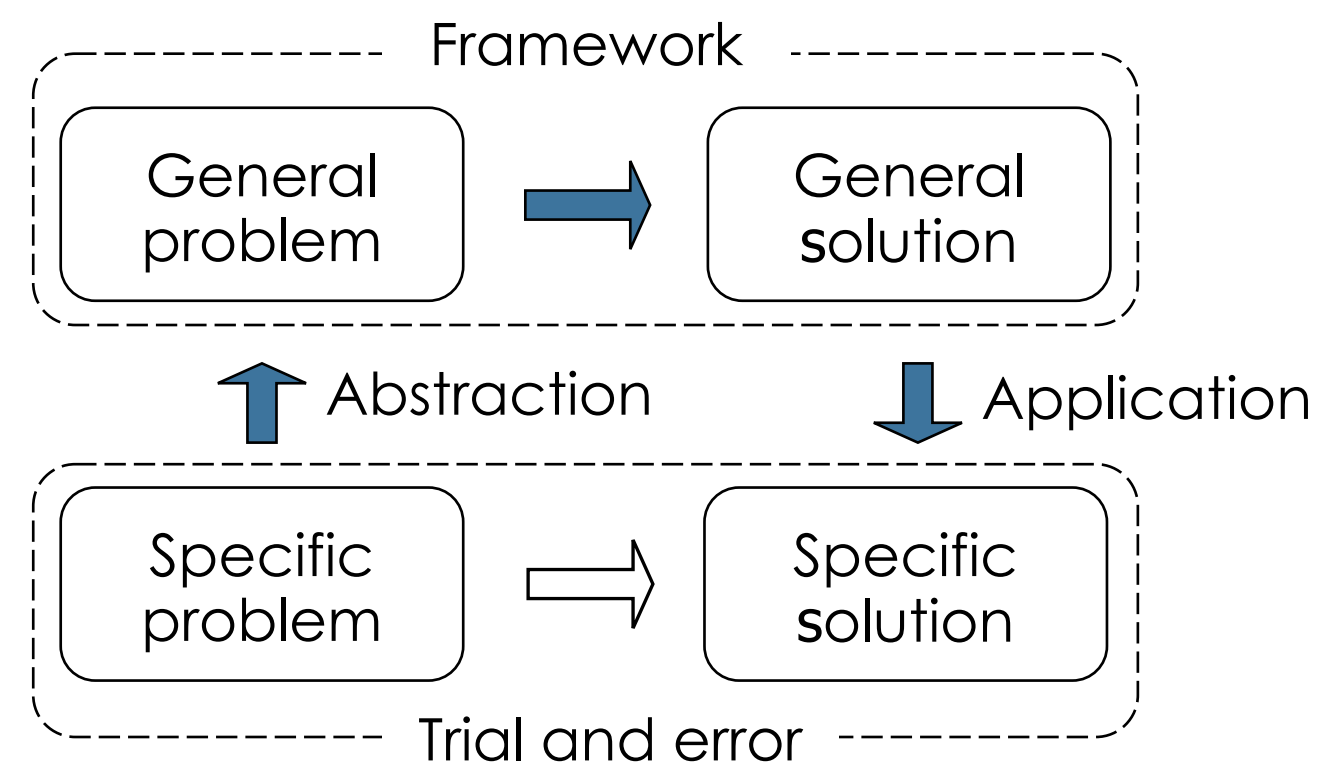 Framework
General
problem
General
solution
Abstraction
Application
Specific
problem
Specific
solution
Trial and error